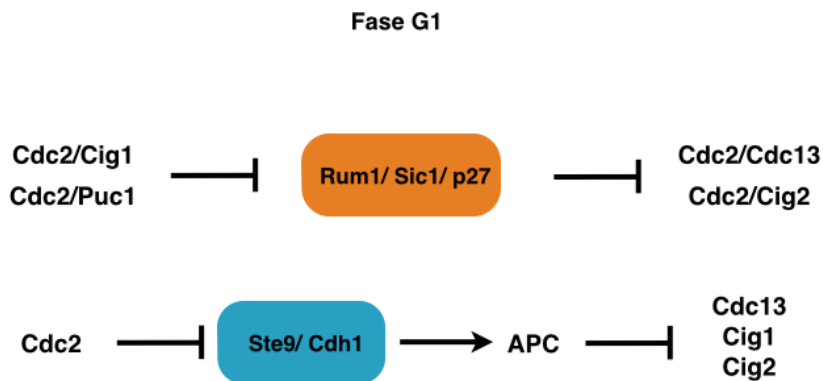 Fase G1
Cdc2/Cig1
Cdc2/Puc1
Rum1/ Sic1/ p27
Cdc2/Cdc13
Cdc2/Cig2
Cdc2
Ste9/ Cdh1
APC
Cdc13
Cig1
Cig2